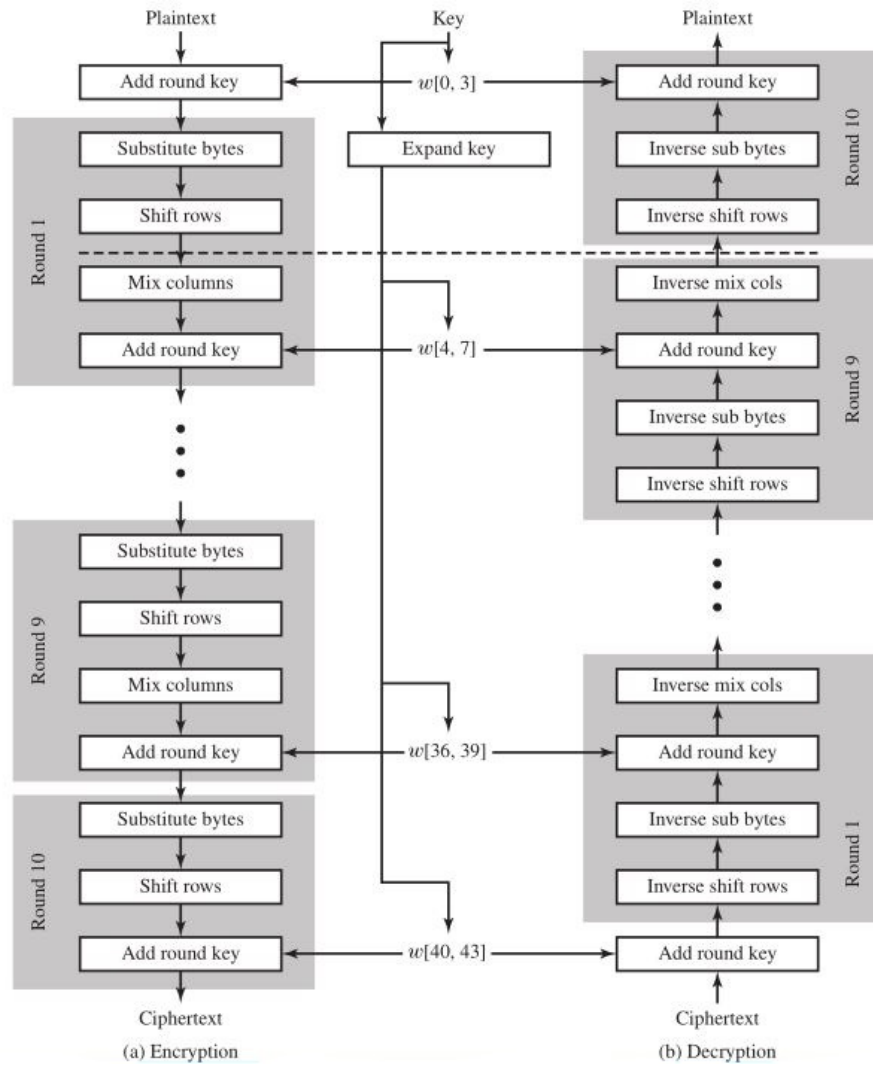 Plaintext
Key
Plaintext
Add round key
w[0, 3]
Add round key
Substitute bytes
Expand key
Inverse sub bytes
Round 10
Shift rows
Inverse shift rows
Round 1
Mix columns
Inverse mix cols
Add round key
w[4, 7]
Add round key
Round 9
Inverse sub bytes
Inverse shift rows
Substitute bytes
Shift rows
Round 9
Mix columns
Inverse mix cols
Add round key
w[36, 39]
Add round key
Substitute bytes
Inverse sub bytes
Round 1
Shift rows
Inverse shift rows
Round 10
Add round key
w[40, 43]
Add round key
Ciphertext
Ciphertext
(a) Encryption
(b) Decryption